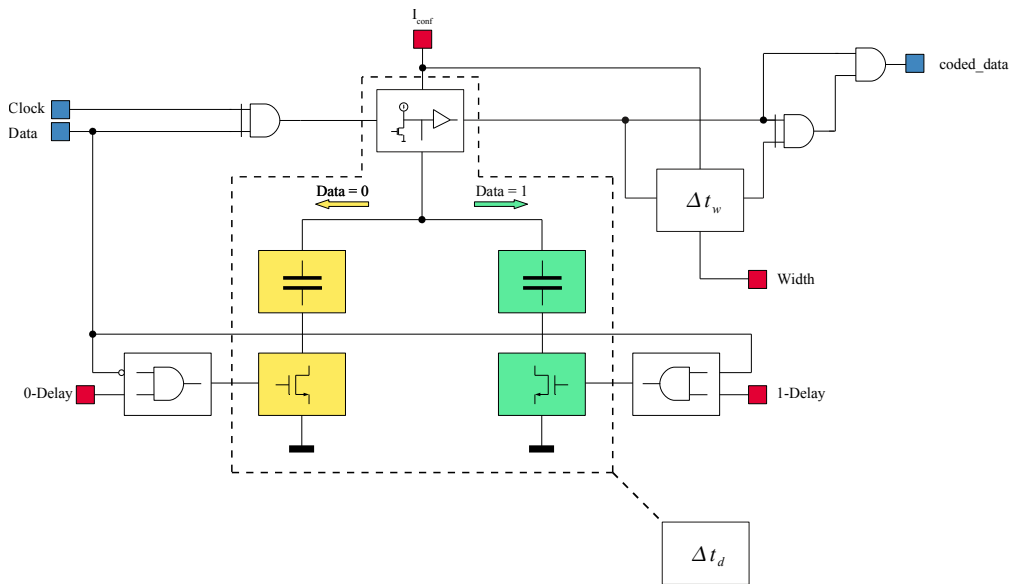 I_conf
coded_data
Clock
Data
Data = 0
Data = 1
Δt_w
Width
0-Delay
1-Delay
Δt_d